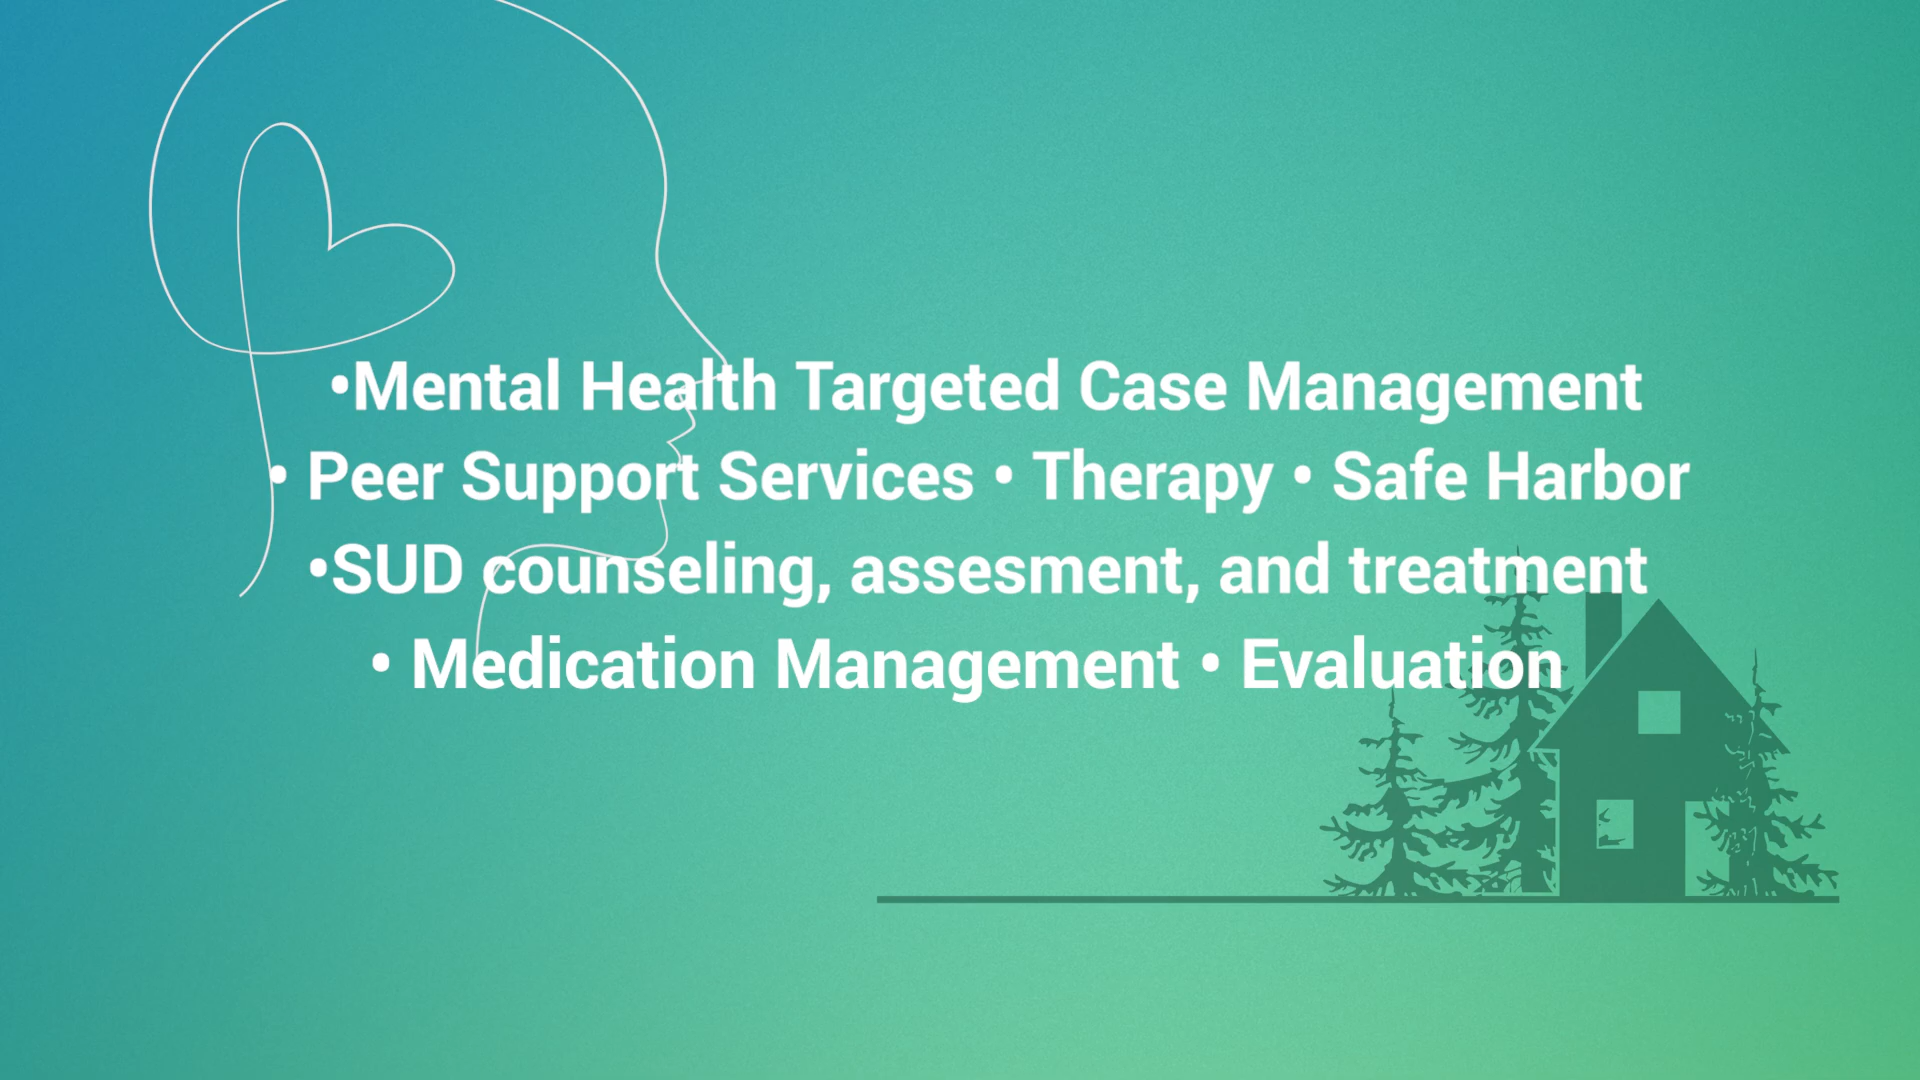 •Mental Health Targeted Case Management
• Peer Support Services • Therapy • Safe Harbor
•SUD counseling, assesment, and treatment
• Medication Management • Evaluation